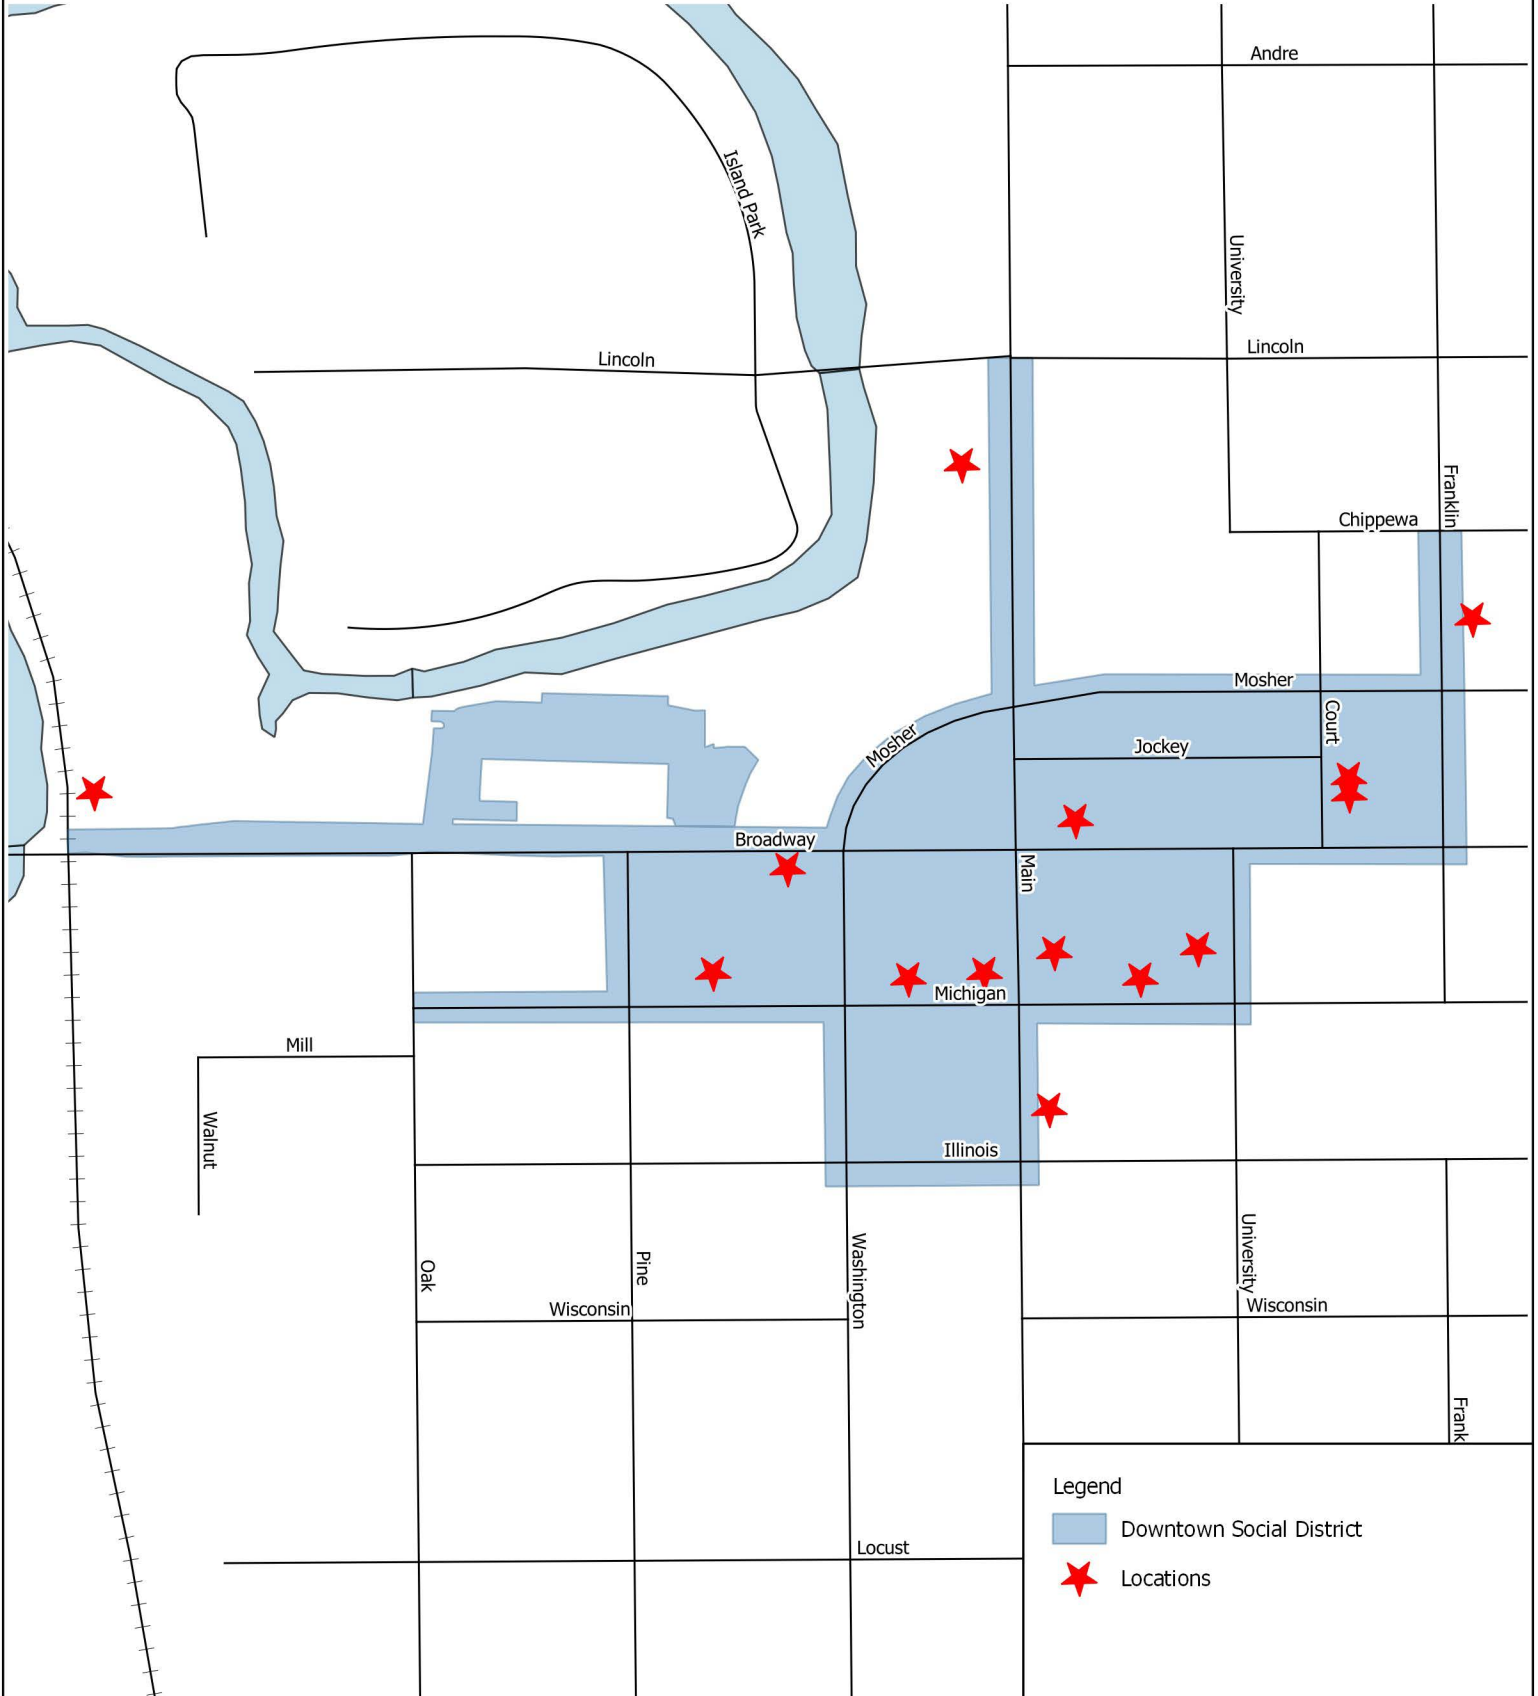 Andre
Island Park
University
Lincoln
Lincoln
Franklin
Chippewa
Mosher
Court
Mosher
Jockey
Broadway
Main
Michigan
Mill
Walnut
Illinois
University
Washington
Pine
Oak
Wisconsin
Wisconsin
Frank
Legend
Downtown Social District
Locust
Locations